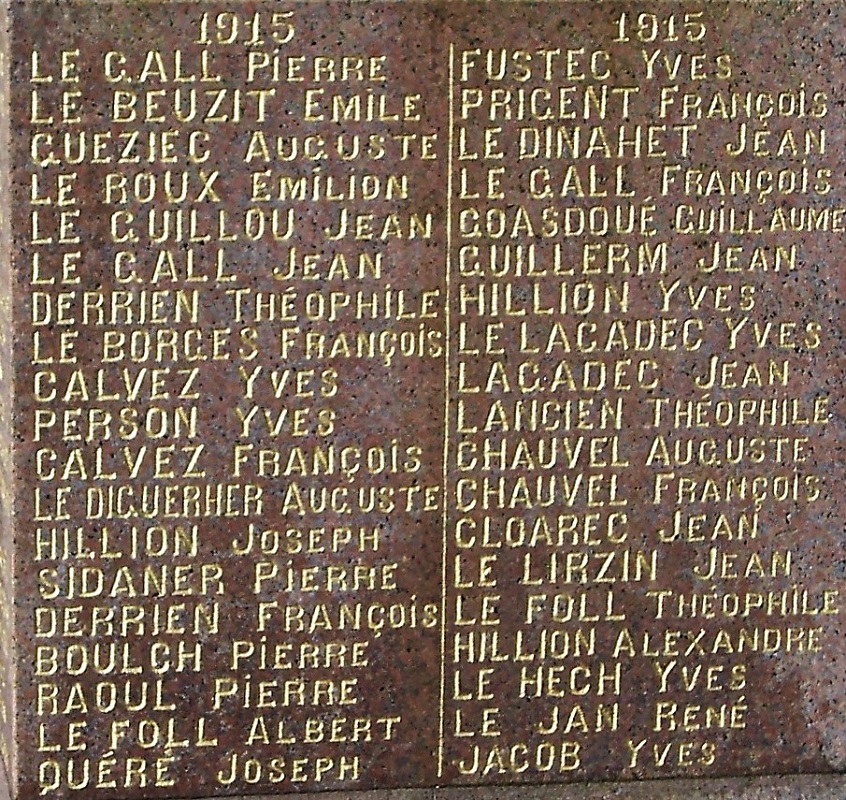 1915
LE GALL PIERRE
LE BEUZIT EMILE
GUEZIEC AUGUSTE
LE ROUX EMILION
LE GUILLOU JEAN
LE GALL JEAN
DERRIEN THÉOPHILE
LE BORGES FRANÇOIS
CALVEZ YVES
PERSON YVES
CALVEZ FRANÇOIS
LE DIGUERHER AUGUSTE
HILLION JOSEPH
SIDANER PIERRE
DERRIEN FRANÇOIS
BOULCH PIERRE
RAOUL PIERRE
LE FOLL ALBERT
QUÉRÉ JOSEPH
1915
FUSTEC YVES
PRIGENT FRANÇOIS
LE DINAHET JEAN
LE GALL FRANÇOIS
GOASDOUÉ GUILLAUME
GUILLERM JEAN
HILLION YVES
LE LAGADEC YVES
LAGADEC JEAN
LANCIEN THÉOPHILE
CHAUVEL AUGUSTE
CHAUVEL FRANÇOIS
CLOAREC JEAN
LE LIRZIN JEAN
LE FOLL THÉOPHILE
HILLION ALEXANDRE
LE HECH YVES
LE JAN RENÉ
JACOB YVES